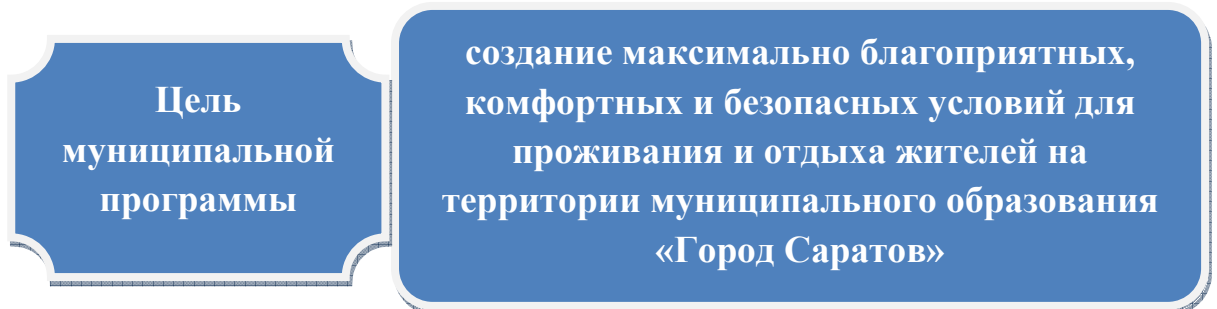 Цель
муниципальной
программы
создание максимально благоприятных,
комфортных и безопасных условий для
проживания и отдыха жителей на
территории муниципального образования
«Город Саратов»